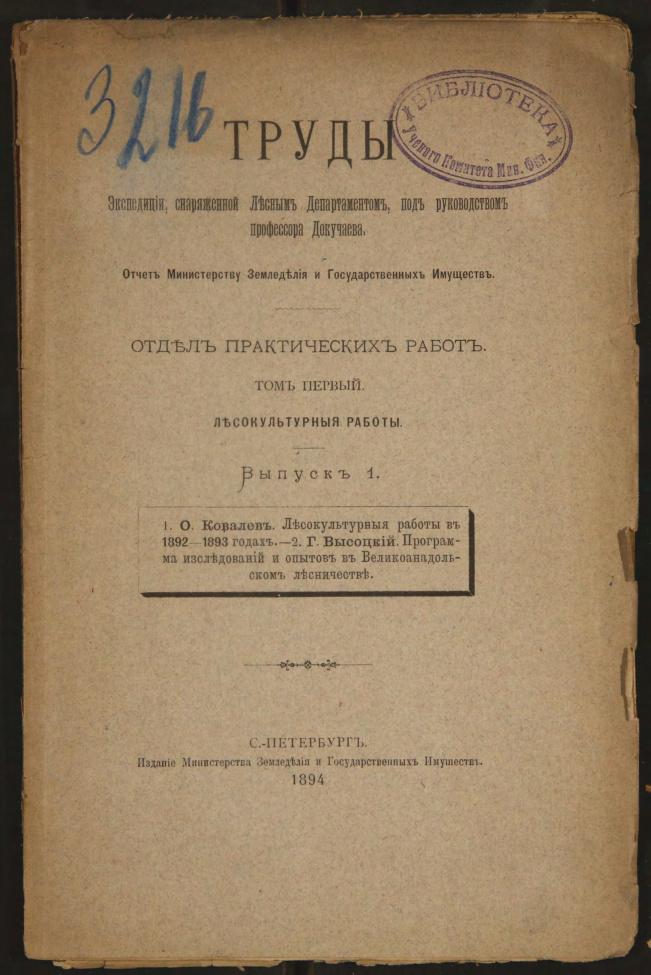 3216
БИБЛІОТЕКА
Ученаго Комитета Мин. Фин.
ТРУДЫ
Экспедиціи, снаряженной Лѣснымъ Департаментомъ, подъ руководствомъ
профессора Докучаева.
Отчетъ Министерству Земледѣлія и Государственныхъ Имуществъ.
ОТДѢЛЪ ПРАКТИЧЕСКИХЪ РАБОТЪ.
ТОМЪ ПЕРВЫЙ.
ЛѢСОКУЛЬТУРНЫЯ РАБОТЫ.
Выпускъ 1.
1. О. Ковалевъ. Лѣсокультурныя работы въ
1892—1893 годахъ.—2. Г. Высоцкій. Програм-
ма изслѣдованій и опытовъ въ Великоанадоль-
скомъ лѣсничествѣ.
С.-ПЕТЕРБУРГЪ.
Изданіе Министерства Земледѣлія и Государственныхъ Имуществъ.
1894